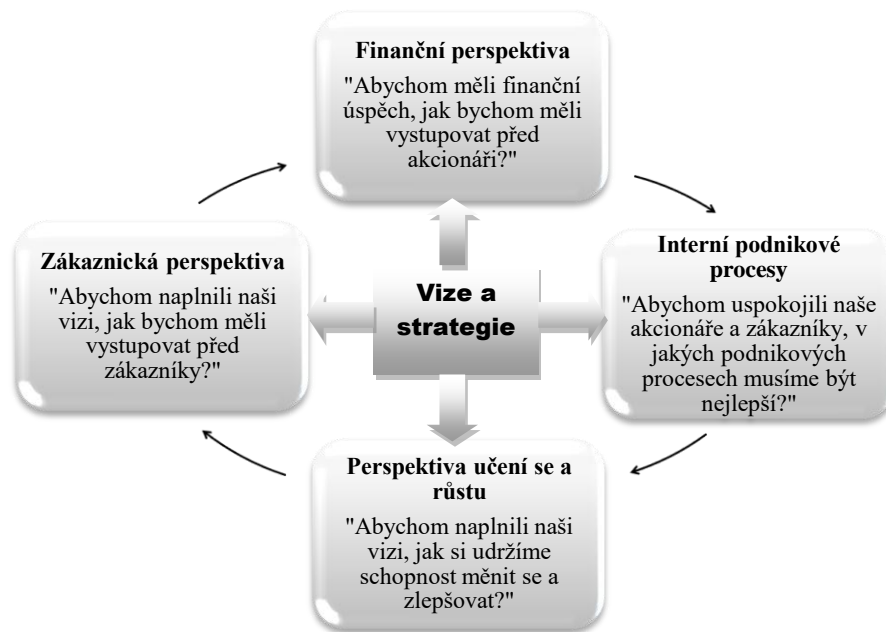 Finanční perspektiva
"Abychom měli finanční
úspěch, jak bychom měli
vystupovat před
akcionáři?"
Zákaznická perspektiva
"Abychom naplnili naši
vizi, jak bychom měli
vystupovat před
zákazníky?"
Vize a
strategie
Interní podnikové
procesy
"Abychom uspokojili naše
akcionáře a zákazníky, v
jakých podnikových
procesech musíme být
nejlepší?"
Perspektiva učení se a
růstu
"Abychom naplnili naši
vizi, jak si udržíme
schopnost měnit se a
zlepšovat?"